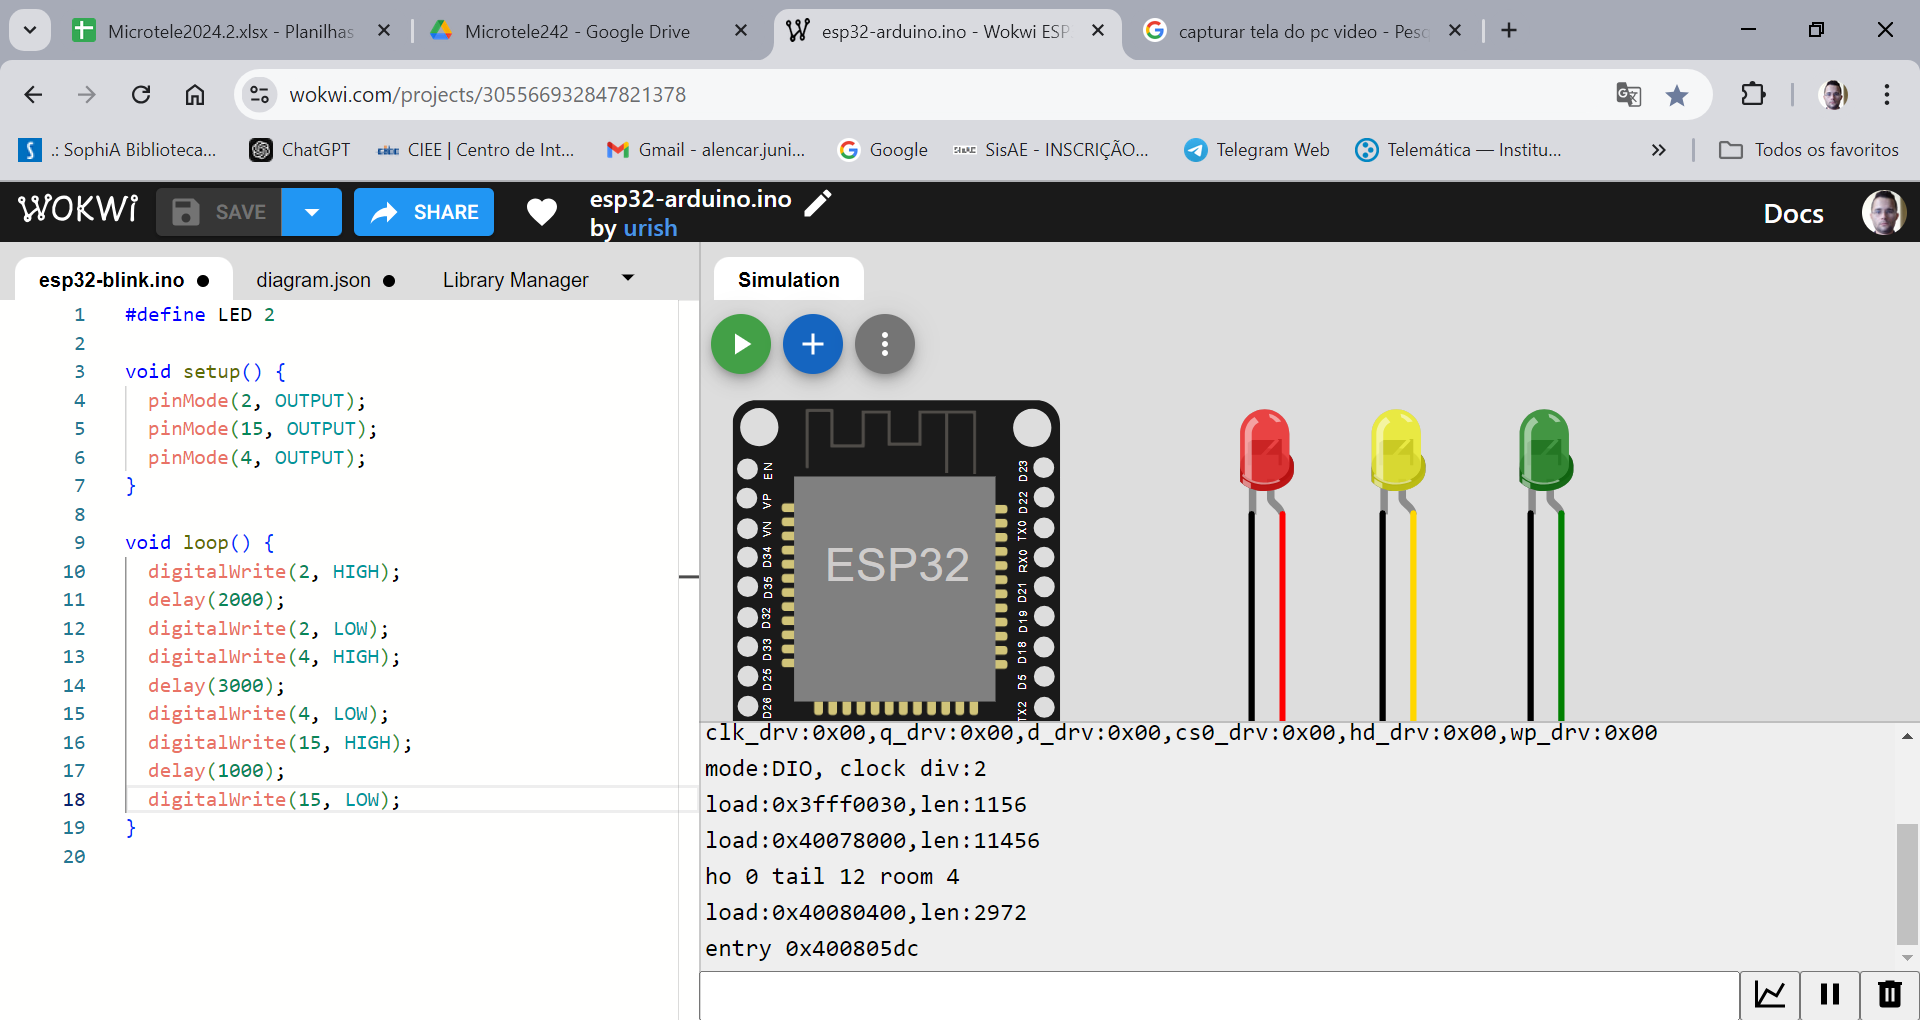 Microtele2024.2.xlsx - Planilhas
Microtele242 - Google Drive
esp32-arduino.ino - Wokwi ESP
capturar tela do pc video - Pesq
wokwi.com/projects/305566932847821378
.: SophiA Biblioteca...
ChatGPT
CIEE | Centro de Int...
Gmail - alencar.juni...
Google
SisAE - INSCRIÇÃO...
Telegram Web
Telemática — Institu...
Todos os favoritos
WOKWi
SAVE
SHARE
esp32-arduino.ino
by urish
Docs
esp32-blink.ino
diagram.json
Library Manager
Simulation
1 #define LED 2
2
3 void setup() {
4 pinMode(2, OUTPUT);
5 pinMode(15, OUTPUT);
6 pinMode(4, OUTPUT);
7 }
8
9 void loop() {
10 digitalWrite(2, HIGH);
11 delay(2000);
12 digitalWrite(2, LOW);
13 digitalWrite(4, HIGH);
14 delay(3000);
15 digitalWrite(4, LOW);
16 digitalWrite(15, HIGH);
17 delay(1000);
18 digitalWrite(15, LOW);
19 }
20
EN
VP
VN
D34
D35
D32
D33
D25
D26
ESP32
D23
D22
TX0
RX0
D21
D19
D18
D5
TX2
clk_drv:0x00,q_drv:0x00,d_drv:0x00,cs0_drv:0x00,hd_drv:0x00,wp_drv:0x00
mode:DIO, clock div:2
load:0x3fff0030,len:1156
load:0x40078000,len:11456
ho 0 tail 12 room 4
load:0x40080400,len:2972
entry 0x400805dc